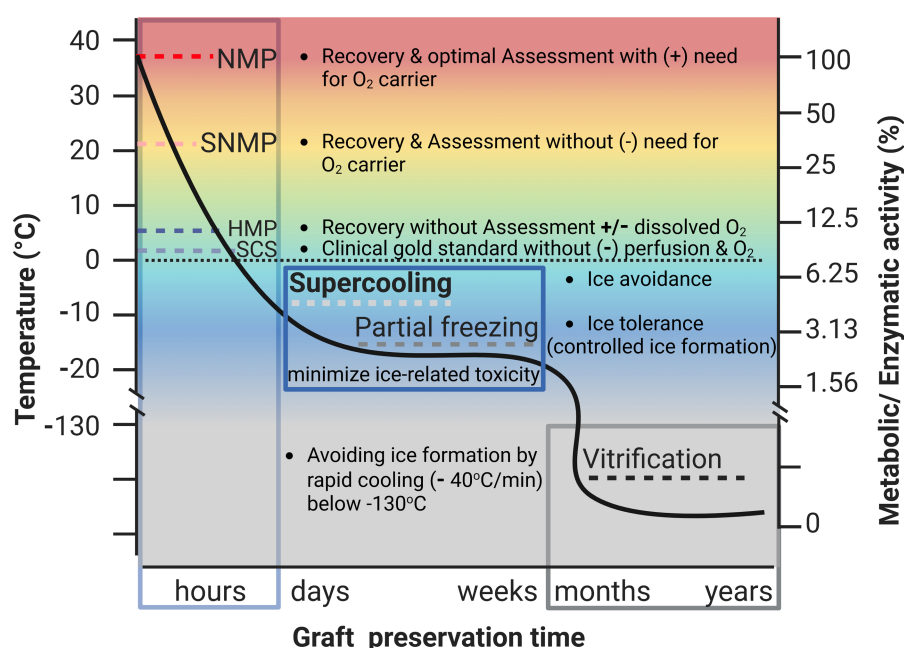 40
30
20
10
0
-10
-20
-130
Temperature (°C)
NMP
• Recovery & optimal Assessment with (+) need
for O₂ carrier
SNMP
• Recovery & Assessment without (-) need for
O₂ carrier
HMP
• Recovery without Assessment +/- dissolved O₂
SCS
• Clinical gold standard without (-) perfusion & O₂
Supercooling
• Ice avoidance
Partial freezing
• Ice tolerance
(controlled ice formation)
minimize ice-related toxicity
• Avoiding ice formation by
rapid cooling (- 40°C/min)
below -130°C
Vitrification
100
50
25
12.5
6.25
3.13
1.56
0
Metabolic/ Enzymatic activity (%)
hours
days
weeks
months
years
Graft preservation time